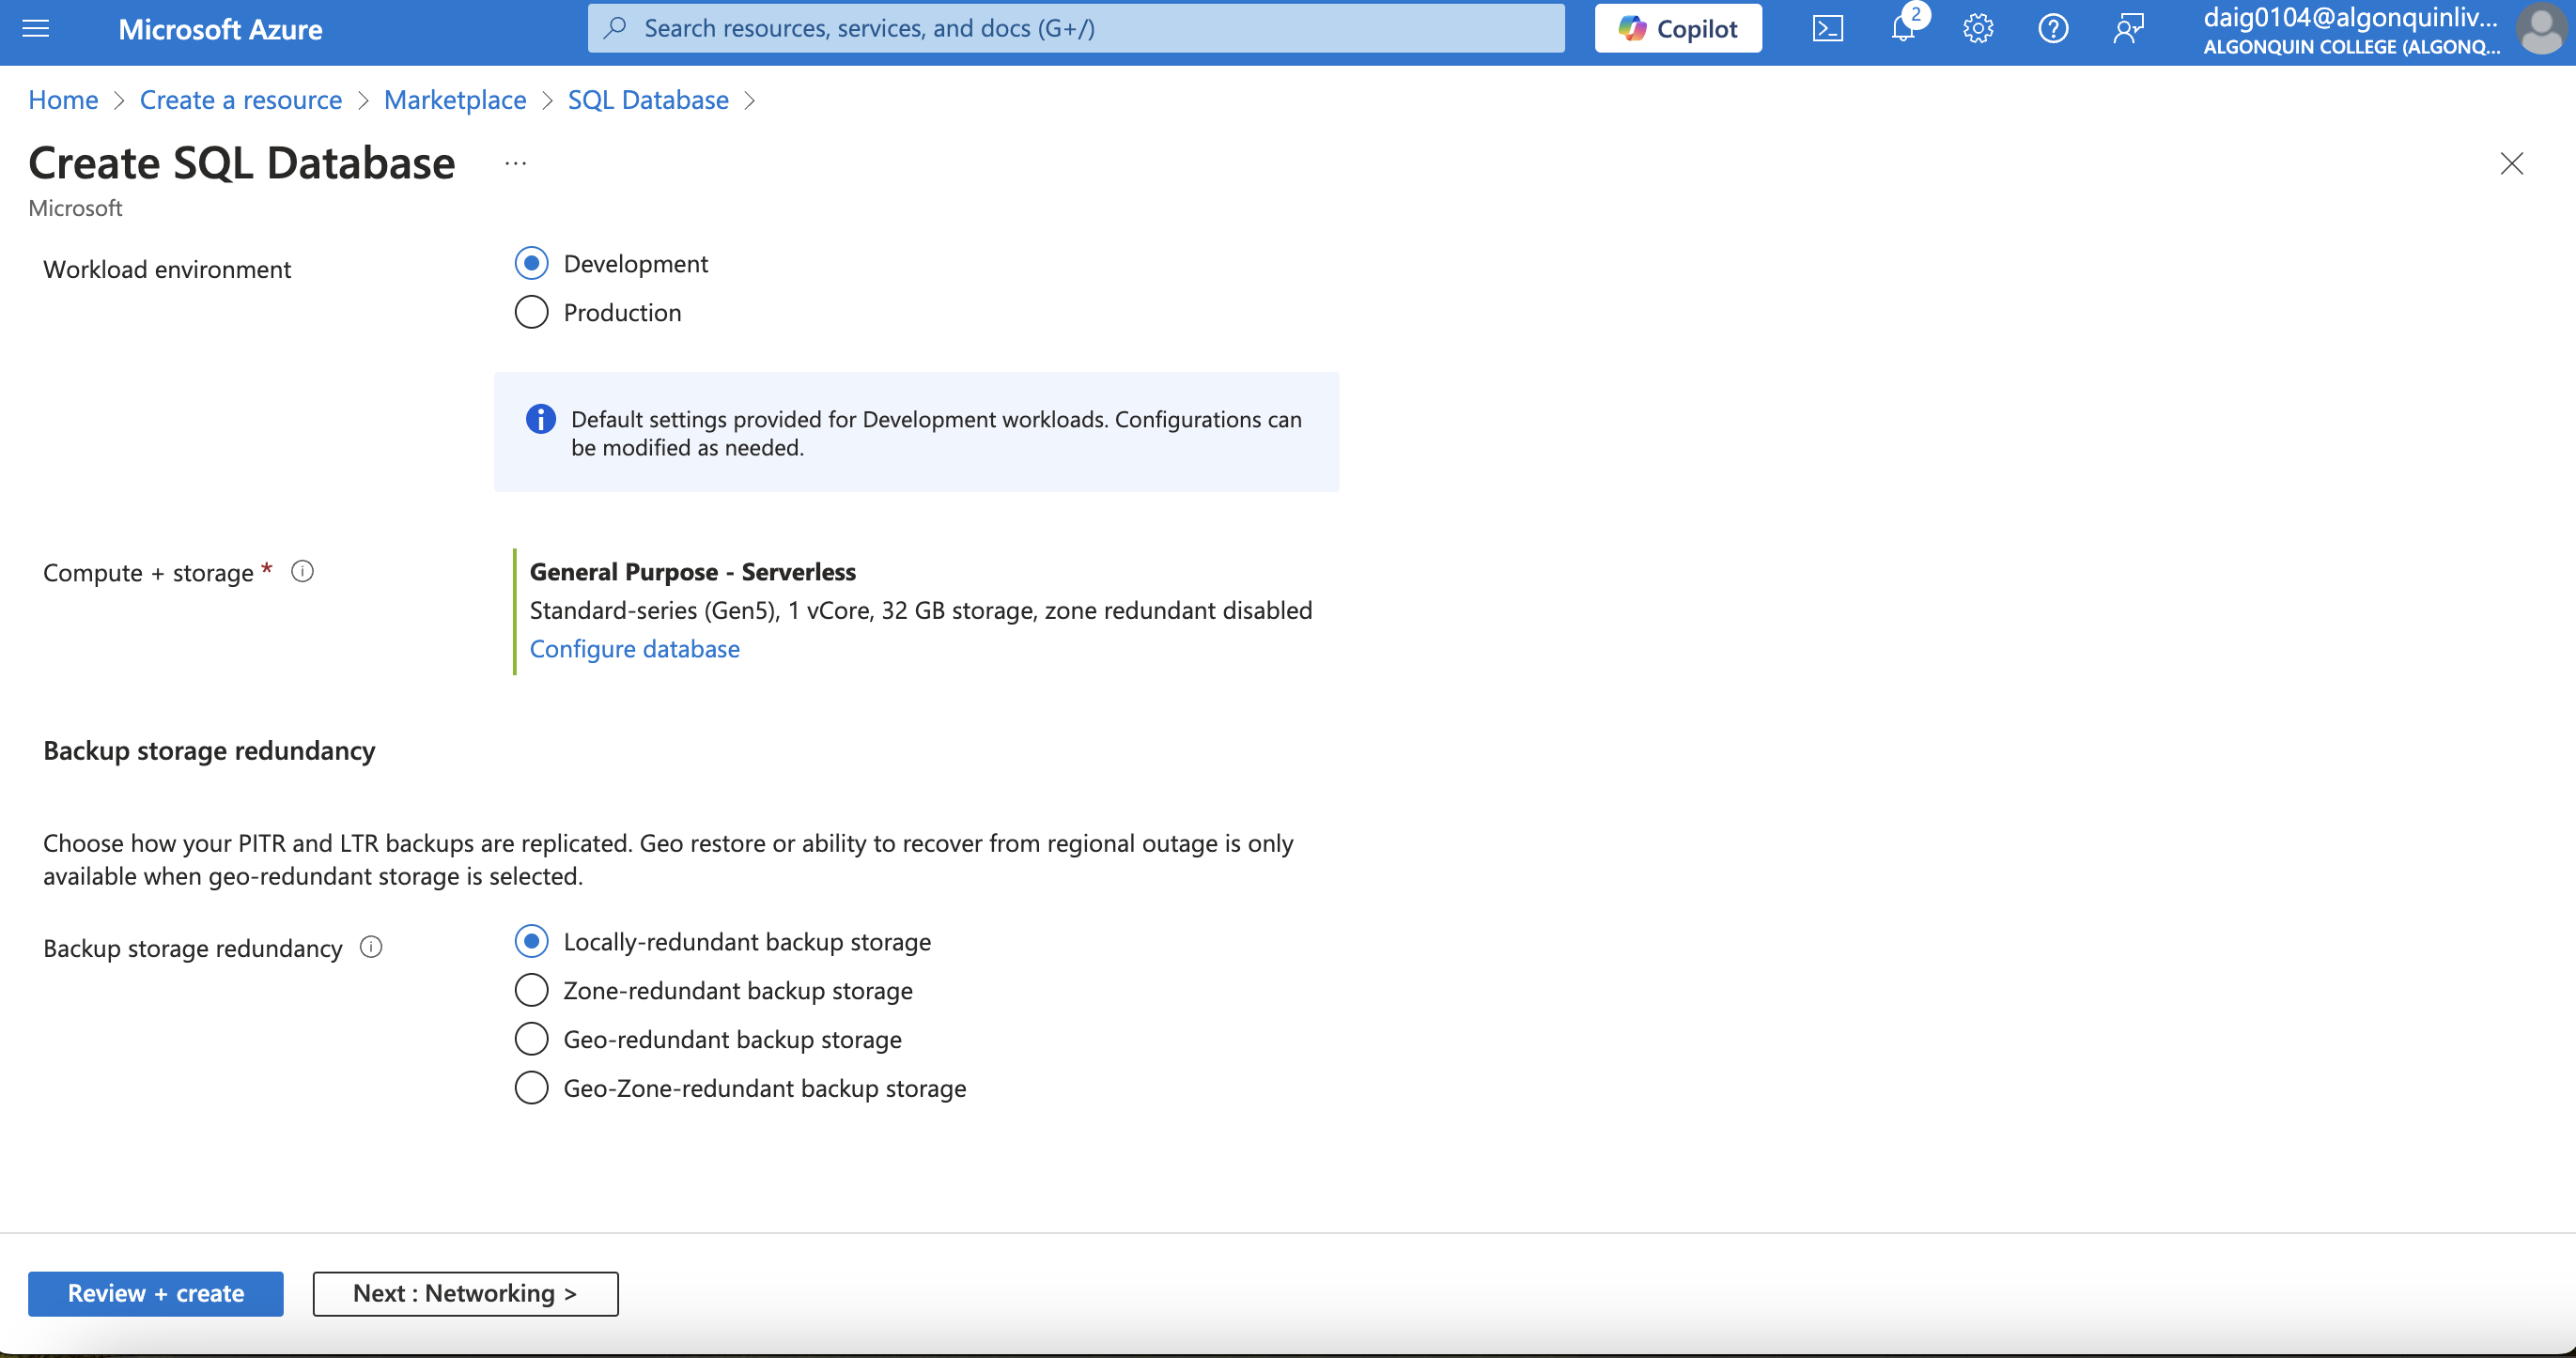 Microsoft Azure
Search resources, services, and docs (G+/)
Copilot
2
daig0104@algonquinliv...
ALGONQUIN COLLEGE (ALGONQ...
Home > Create a resource > Marketplace > SQL Database >
Create SQL Database ...
Microsoft
Workload environment
Development
Production
Default settings provided for Development workloads. Configurations can
be modified as needed.
Compute + storage *
General Purpose - Serverless
Standard-series (Gen5), 1 vCore, 32 GB storage, zone redundant disabled
Configure database
Backup storage redundancy
Choose how your PITR and LTR backups are replicated. Geo restore or ability to recover from regional outage is only
available when geo-redundant storage is selected.
Backup storage redundancy
Locally-redundant backup storage
Zone-redundant backup storage
Geo-redundant backup storage
Geo-Zone-redundant backup storage
Review + create
Next : Networking >